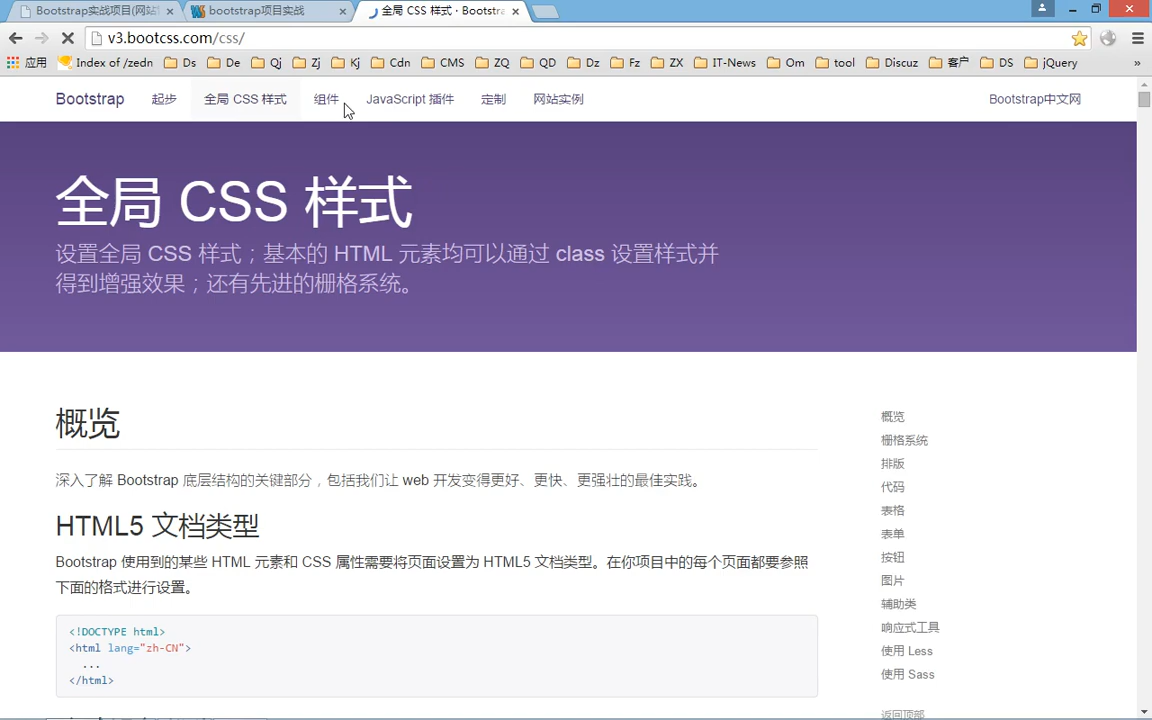 Bootstrap实战项目(网站
bootstrap项目实战
全局 CSS 样式 · Bootstra
v3.bootcss.com/css/
应用 Index of /zedn Ds De Qj Zj Kj Cdn CMS ZQ QD Dz Fz ZX IT-News Om tool Discuz 客户 DS jQuery »
Bootstrap 起步 全局 CSS 样式 组件 JavaScript 插件 定制 网站实例 Bootstrap中文网
全局 CSS 样式
设置全局 CSS 样式；基本的 HTML 元素均可以通过 class 设置样式并
得到增强效果；还有先进的栅格系统。
概览
深入了解 Bootstrap 底层结构的关键部分，包括我们让 web 开发变得更好、更快、更强壮的最佳实践。
HTML5 文档类型
Bootstrap 使用到的某些 HTML 元素和 CSS 属性需要将页面设置为 HTML5 文档类型。在你项目中的每个页面都要参照
下面的格式进行设置。
<!DOCTYPE html>
<html lang="zh-CN">
...
</html>
概览
栅格系统
排版
代码
表格
表单
按钮
图片
辅助类
响应式工具
使用 Less
使用 Sass
返回顶部